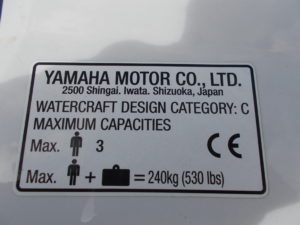 YAMAHA MOTOR CO., LTD.
2500 Shingai. Iwata. Shizuoka, Japan
WATERCRAFT DESIGN CATEGORY: C
MAXIMUM CAPACITIES
Max. 3 CE
Max. + = 240kg (530 lbs)